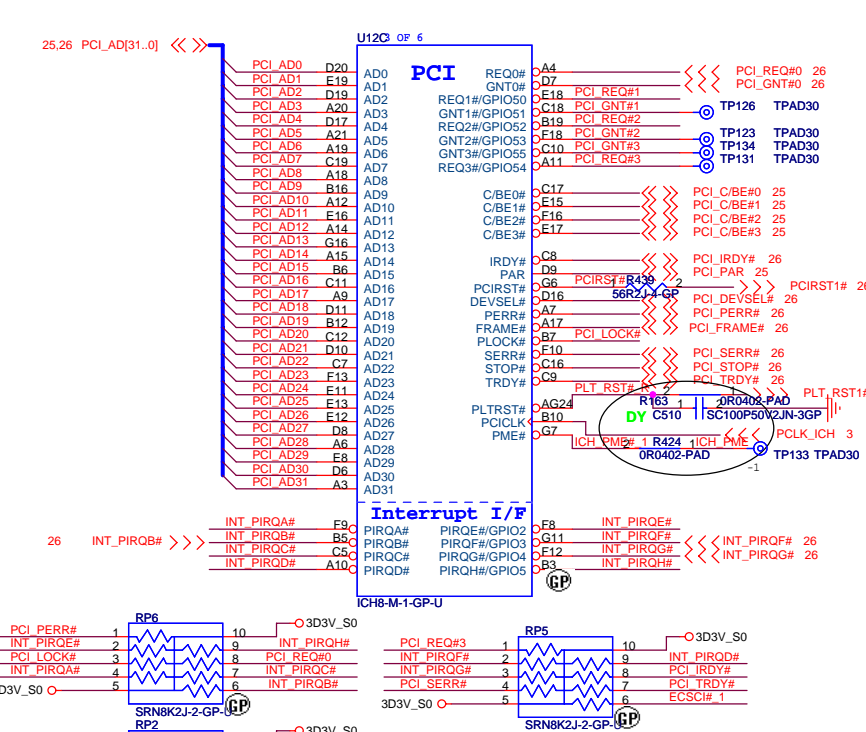 U12C 3 OF 6
25,26 PCI_AD[31..0]
PCI
PCI_AD0 D20 AD0 REQ0# A4 PCI_REQ#0 26
PCI_AD1 E19 AD1 GNT0# D7 PCI_GNT#0 26
PCI_AD2 D19 AD2 REQ1#/GPIO50 E18 PCI_REQ#1
PCI_AD3 A20 AD3 GNT1#/GPIO51 C18 PCI_GNT#1 TP126 TPAD30
PCI_AD4 D17 AD4 REQ2#/GPIO52 B19 PCI_REQ#2
PCI_AD5 A21 AD5 GNT2#/GPIO53 F18 PCI_GNT#2 TP123 TPAD30
PCI_AD6 A19 AD6 GNT3#/GPIO55 C10 PCI_GNT#3 TP134 TPAD30
PCI_AD7 C19 AD7 REQ3#/GPIO54 A11 PCI_REQ#3 TP131 TPAD30
PCI_AD8 A18 AD8
PCI_AD9 B16 AD9 C/BE0# C17 PCI_C/BE#0 25
PCI_AD10 A12 AD10 C/BE1# E15 PCI_C/BE#1 25
PCI_AD11 E16 AD11 C/BE2# F16 PCI_C/BE#2 25
PCI_AD12 A14 AD12 C/BE3# E17 PCI_C/BE#3 25
PCI_AD13 G16 AD13
PCI_AD14 A15 AD14 IRDY# C8 PCI_IRDY# 26
PCI_AD15 B6 AD15 PAR D9 PCI_PAR 25
PCI_AD16 C11 AD16 PCIRST# G6 PCIRST# 1 R439 2 PCIRST1# 26
56R2J-4-GP
PCI_AD17 A9 AD17 DEVSEL# D16 PCI_DEVSEL# 26
PCI_AD18 D11 AD18 PERR# A7 PCI_PERR# 26
PCI_AD19 B12 AD19 FRAME# A17 PCI_FRAME# 26
PCI_AD20 C12 AD20 PLOCK# B7 PCI_LOCK#
PCI_AD21 D10 AD21 SERR# F10 PCI_SERR# 26
PCI_AD22 C7 AD22 STOP# C16 PCI_STOP# 26
PCI_AD23 F13 AD23 TRDY# C9 PCI_TRDY# 26
PCI_AD24 E11 AD24 PLT_RST# 2 1 PLT_RST1#
PCI_AD25 E13 AD25 PLTRST# AG24 R163 1 2 0R0402-PAD
PCI_AD26 E12 AD26 PCICLK B10 DY C510 SC100P50V2JN-3GP
PCI_AD27 D8 AD27 PME# G7 PCLK_ICH 3
PCI_AD28 A6 AD28 ICH_PME#_1 2 R424 1 ICH_PME
PCI_AD29 E8 AD29 0R0402-PAD TP133 TPAD30
PCI_AD30 D6 AD30 -1
PCI_AD31 A3 AD31
Interrupt I/F
INT_PIRQA# F9 PIRQA# PIRQE#/GPIO2 F8 INT_PIRQE#
26 INT_PIRQB# INT_PIRQB# B5 PIRQB# PIRQF#/GPIO3 G11 INT_PIRQF# INT_PIRQF# 26
INT_PIRQC# C5 PIRQC# PIRQG#/GPIO4 F12 INT_PIRQG# INT_PIRQG# 26
INT_PIRQD# A10 PIRQD# PIRQH#/GPIO5 B3 INT_PIRQH#
GP
ICH8-M-1-GP-U
RP6
3D3V_S0
PCI_PERR# 1 10
INT_PIRQE# 2 9 INT_PIRQH#
PCI_LOCK# 3 8 PCI_REQ#0
INT_PIRQA# 4 7 INT_PIRQC#
D3V_S0 5 6 INT_PIRQB#
SRN8K2J-2-GP-U
GP
RP5
3D3V_S0
PCI_REQ#3 1 10
INT_PIRQF# 2 9 INT_PIRQD#
INT_PIRQG# 3 8 PCI_IRDY#
PCI_SERR# 4 7 PCI_TRDY#
3D3V_S0 5 6 ECSCI#_1
SRN8K2J-2-GP-U
GP
RP2
3D3V_S0
3D3V_S0